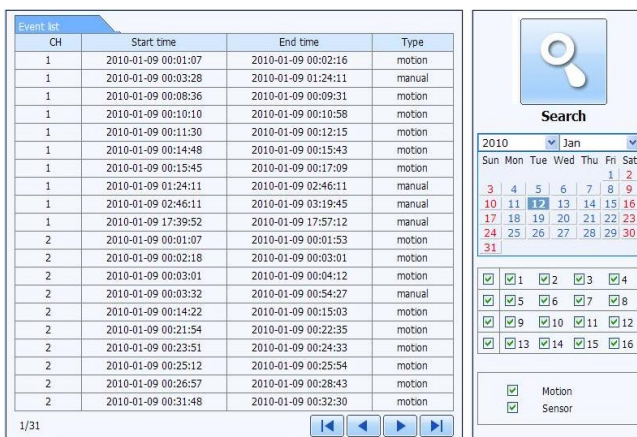 Event list
CH Start time End time Type
1 2010-01-09 00:01:07 2010-01-09 00:02:16 motion
1 2010-01-09 00:03:28 2010-01-09 01:24:11 manual
1 2010-01-09 00:08:36 2010-01-09 00:09:31 motion
1 2010-01-09 00:10:10 2010-01-09 00:10:58 motion
1 2010-01-09 00:11:30 2010-01-09 00:12:15 motion
1 2010-01-09 00:14:48 2010-01-09 00:15:43 motion
1 2010-01-09 00:15:45 2010-01-09 00:17:09 motion
1 2010-01-09 01:24:11 2010-01-09 02:46:11 manual
1 2010-01-09 02:46:11 2010-01-09 03:19:45 manual
1 2010-01-09 17:39:52 2010-01-09 17:57:12 manual
2 2010-01-09 00:01:07 2010-01-09 00:01:53 motion
2 2010-01-09 00:02:18 2010-01-09 00:03:01 motion
2 2010-01-09 00:03:01 2010-01-09 00:04:12 motion
2 2010-01-09 00:03:32 2010-01-09 00:54:27 manual
2 2010-01-09 00:14:22 2010-01-09 00:15:03 motion
2 2010-01-09 00:21:54 2010-01-09 00:22:35 motion
2 2010-01-09 00:23:51 2010-01-09 00:24:33 motion
2 2010-01-09 00:25:12 2010-01-09 00:25:54 motion
2 2010-01-09 00:26:57 2010-01-09 00:28:43 motion
2 2010-01-09 00:31:48 2010-01-09 00:32:30 motion
1/31
Search
2010 Jan
Sun Mon Tue Wed Thu Fri Sat
1 2
3 4 5 6 7 8 9
10 11 12 13 14 15 16
17 18 19 20 21 22 23
24 25 26 27 28 29 30
31
1 2 3 4
5 6 7 8
9 10 11 12
13 14 15 16
Motion
Sensor